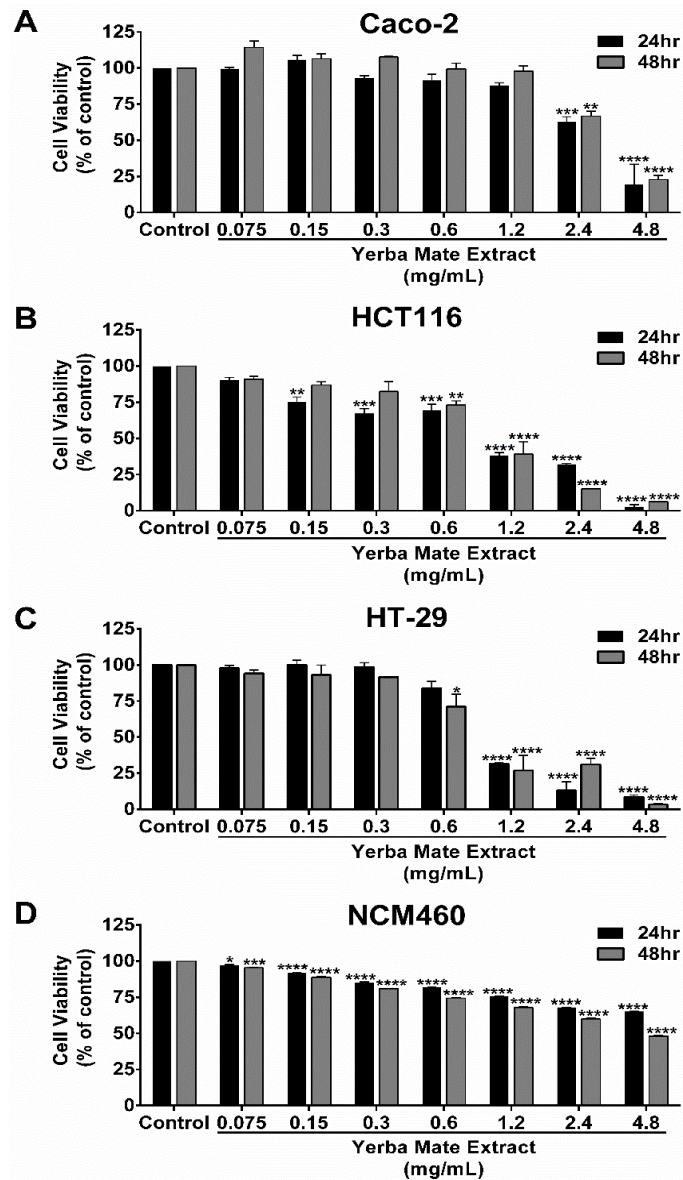 A
Caco-2
125
100
75
50
25
0
Cell Viability
(% of control)
24hr
48hr
*** **
**** ****
Control 0.075 0.15 0.3 0.6 1.2 2.4 4.8
Yerba Mate Extract
(mg/mL)
B
HCT116
125
100
75
50
25
0
Cell Viability
(% of control)
24hr
48hr
**
***
*** **
**** ****
**** ****
**** ****
Control 0.075 0.15 0.3 0.6 1.2 2.4 4.8
Yerba Mate Extract
(mg/mL)
C
HT-29
125
100
75
50
25
0
Cell Viability
(% of control)
24hr
48hr
*
**** ****
**** ****
**** ****
Control 0.075 0.15 0.3 0.6 1.2 2.4 4.8
Yerba Mate Extract
(mg/mL)
D
NCM460
125
100
75
50
25
0
Cell Viability
(% of control)
24hr
48hr
* ***
**** ****
**** ****
**** ****
**** ****
**** ****
**** ****
Control 0.075 0.15 0.3 0.6 1.2 2.4 4.8
Yerba Mate Extract
(mg/mL)